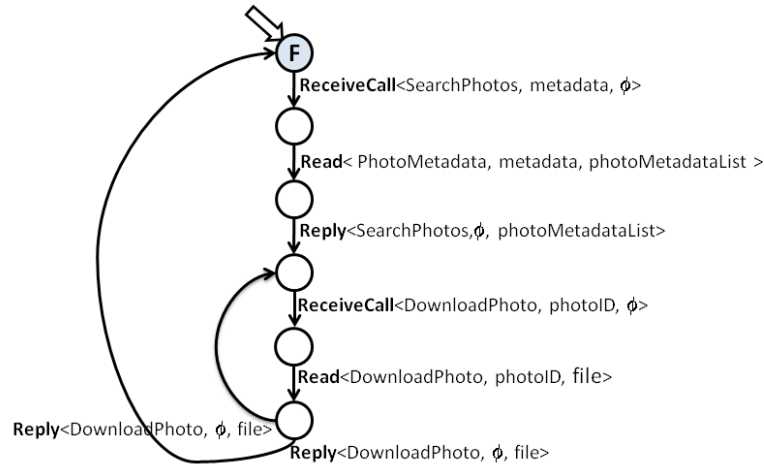 F
ReceiveCall<SearchPhotos, metadata, ϕ>
Read< PhotoMetadata, metadata, photoMetadataList >
Reply<SearchPhotos,ϕ, photoMetadataList>
ReceiveCall<DownloadPhoto, photoID, ϕ>
Read<DownloadPhoto, photoID, file>
Reply<DownloadPhoto, ϕ, file>
Reply<DownloadPhoto, ϕ, file>